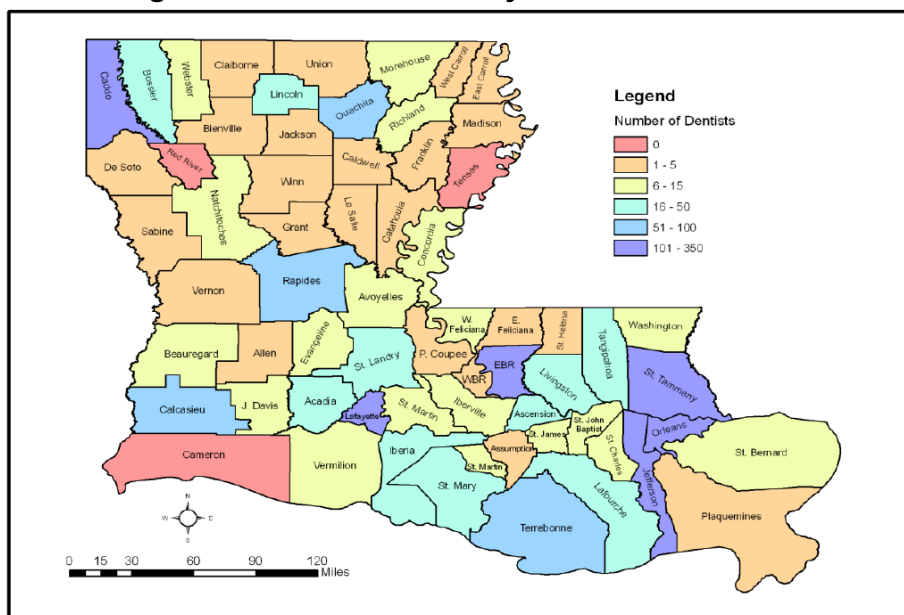 Claiborne
Union
Morehouse
West Carroll
East Carroll
Caddo
Bossier
Webster
Lincoln
Ouachita
Richland
Madison
Bienville
Jackson
Franklin
Caldwell
De Soto
Red River
Tensas
Winn
Natchitoches
La Salle
Catahoula
Sabine
Grant
Concordia
Vernon
Rapides
Avoyelles
W.
Feliciana
E.
Feliciana
St. Helena
Tangipahoa
Washington
Beauregard
Allen
Evangeline
St. Landry
P. Coupee
EBR
WBR
Livingston
St. Tammany
Calcasieu
J. Davis
Acadia
Lafayette
St. Martin
Iberville
Ascension
Orleans
Cameron
Vermilion
Iberia
St. Martin
Assumption
St. James
St. John
Baptist
St. Charles
St. Bernard
St. Mary
Terrebonne
Lafourche
Jefferson
Plaquemines
Legend
Number of Dentists
0
1 - 5
6 - 15
16 - 50
51 - 100
101 - 350
N
W E
S
0 15 30 60 90 120
Miles